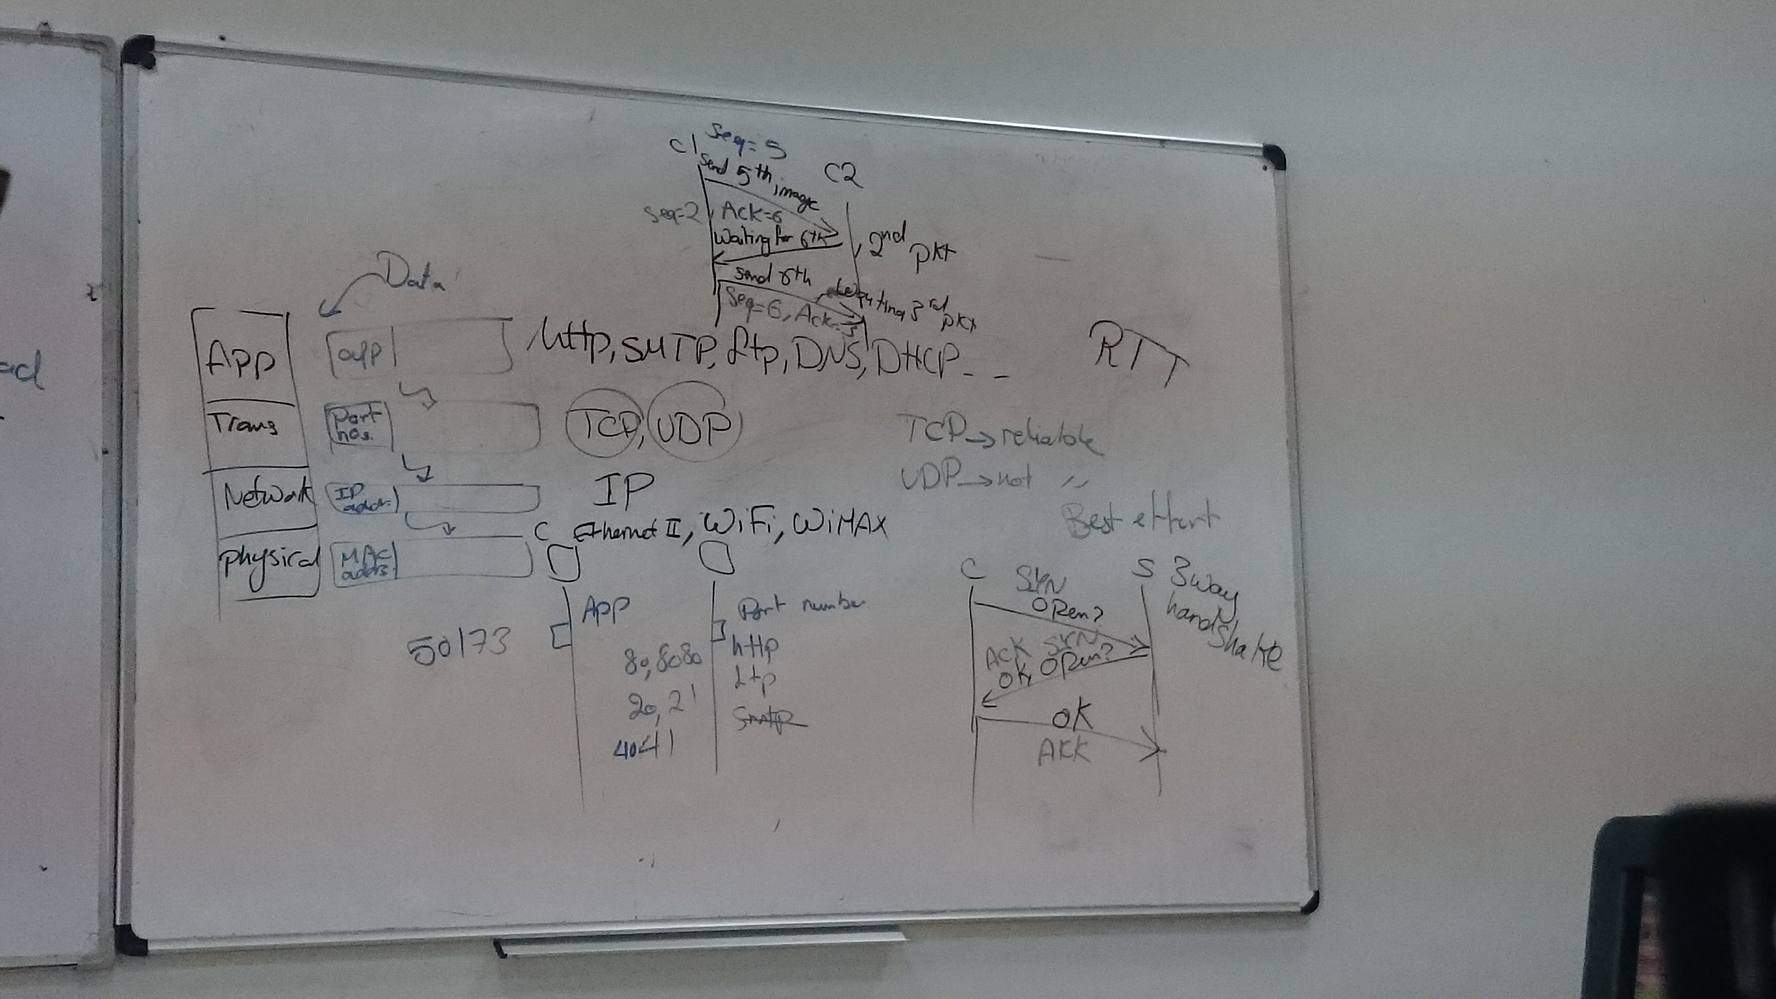 Seq=5
C1
C2
Send 5th image
Seq=2
Ack=6
Waiting for 6th
2nd pkt
Send 6th
Seq=6, Ack=3
3rd pkt
Data
App
app
http, SMTP, ftp, DNS, DHCP - -
RTT
Trans
Port nos.
TCP, UDP
TCP → reliable
UDP → not 〃
Best effort
Network
IP addr.
IP
Physical
MAC addrs.
C
Ethernet II, WiFi, WiMAX
App
Port number
50173
80, 8080
http
20, 21
ftp
Smtp
4041
C
S
3way handshake
SYN
Open?
ACK SYN
OK, Open?
OK
AKK
ad